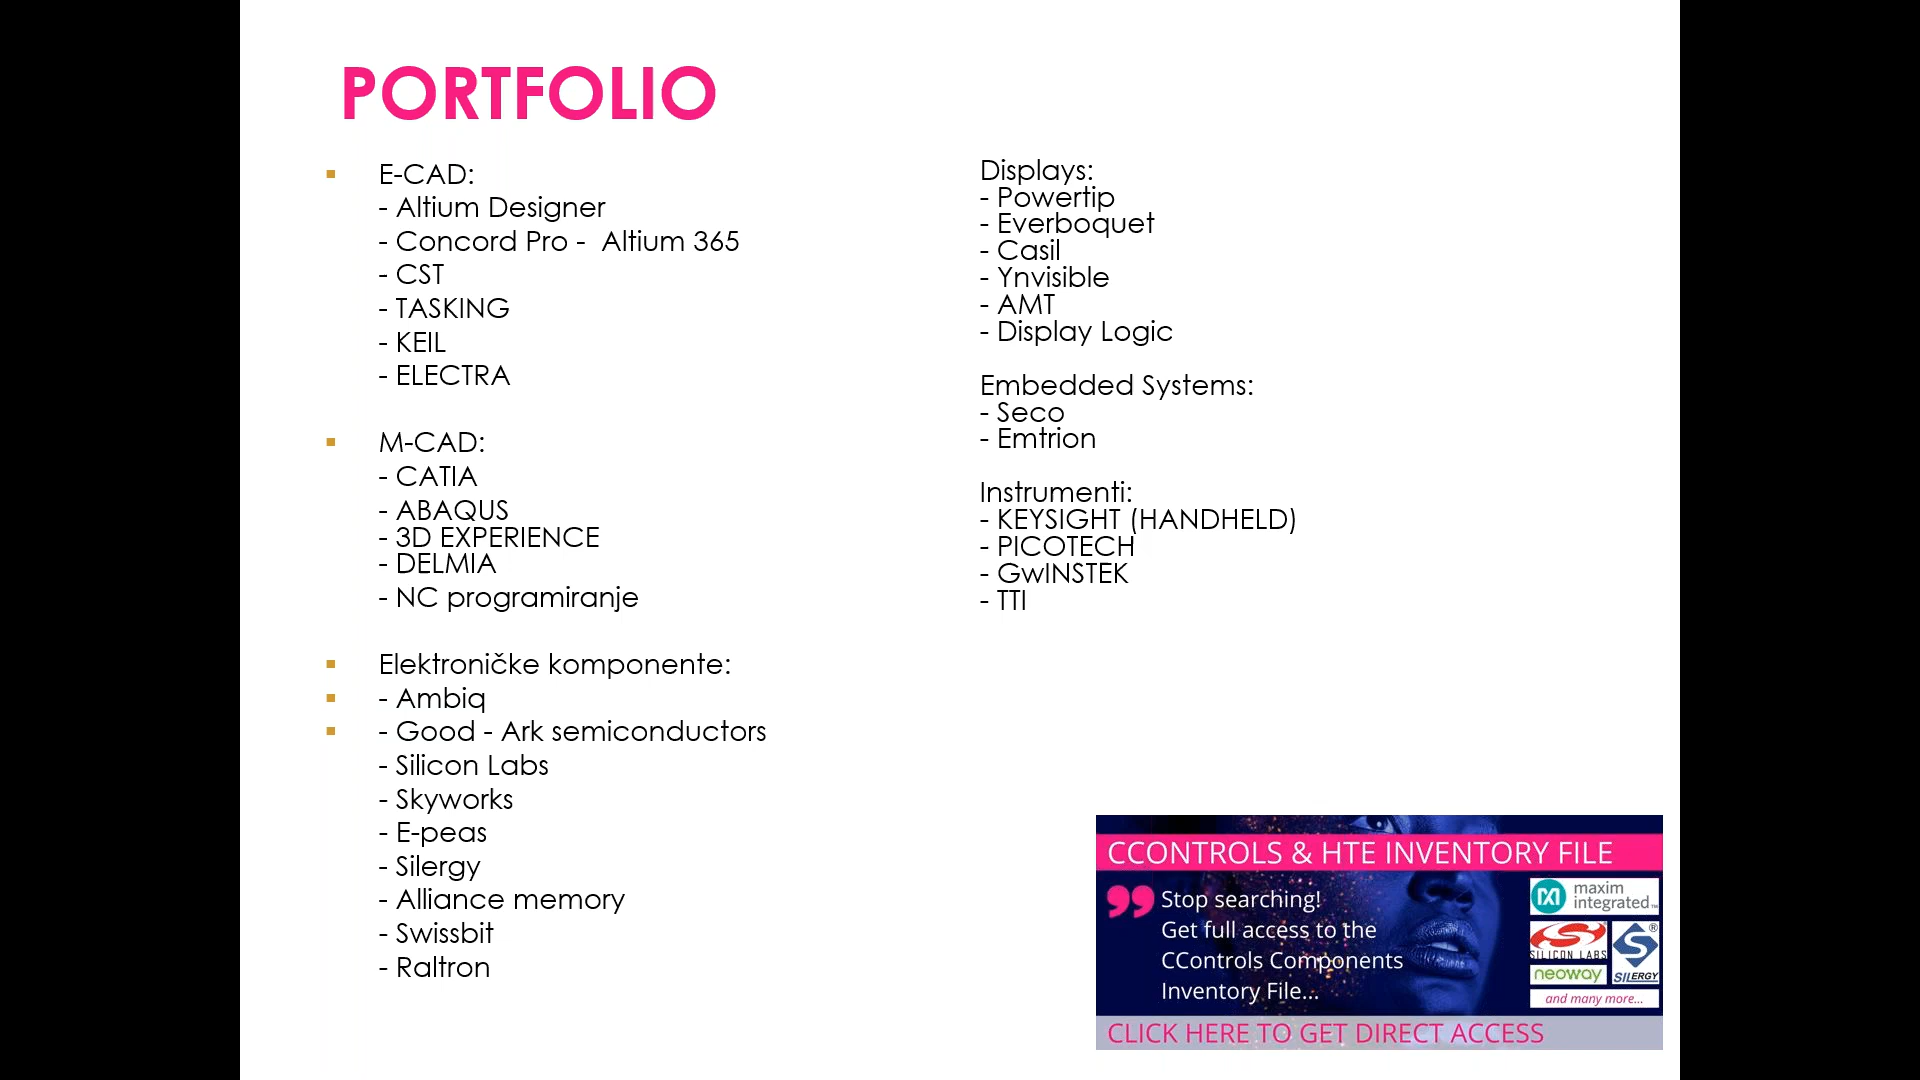 PORTFOLIO
E-CAD:
- Altium Designer
- Concord Pro -  Altium 365
- CST
- TASKING
- KEIL
- ELECTRA
M-CAD:
- CATIA
- ABAQUS
- 3D EXPERIENCE
- DELMIA
- NC programiranje
Elektroničke komponente:
- Ambiq
- Good - Ark semiconductors
- Silicon Labs
- Skyworks
- E-peas
- Silergy
- Alliance memory
- Swissbit
- Raltron
Displays:
- Powertip
- Everboquet
- Casil
- Ynvisible
- AMT
- Display Logic
Embedded Systems:
- Seco
- Emtrion
Instrumenti:
- KEYSIGHT (HANDHELD)
- PICOTECH
- GwINSTEK
- TTI
CCONTROLS & HTE INVENTORY FILE
Stop searching!
Get full access to the
CControls Components
Inventory File...
maxim
integrated™
SILICON LABS
SILERGY
neoway
and many more...
CLICK HERE TO GET DIRECT ACCESS